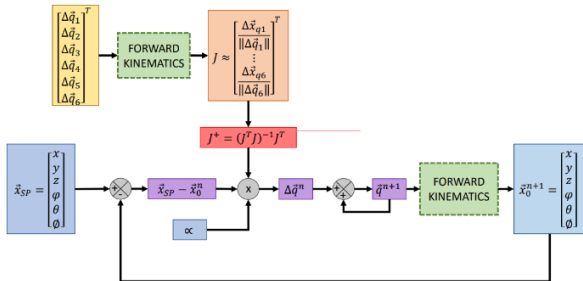 [Δq⃗₁
Δq⃗₂
Δq⃗₃
Δq⃗₄
Δq⃗₅
Δq⃗₆]ᵀ
FORWARD
KINEMATICS
J ≈ [Δx⃗q1 / ‖Δq⃗₁‖
⋮
Δx⃗q6 / ‖Δq⃗₆‖]ᵀ
J⁺ = (JᵀJ)⁻¹Jᵀ
x⃗SP = [x
y
z
φ
θ
∅]
+
-
x⃗SP − x⃗₀ⁿ
x
Δq⃗ⁿ
+
+
q⃗ⁿ⁺¹
FORWARD
KINEMATICS
x⃗₀ⁿ⁺¹ = [x
y
z
φ
θ
∅]
∝